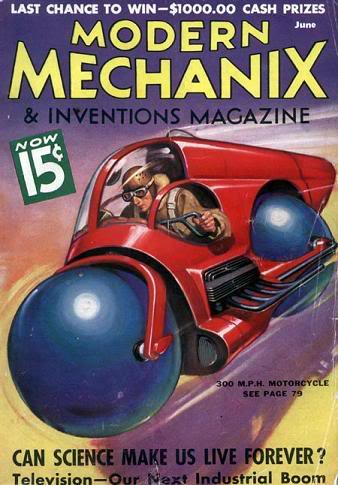 LAST CHANCE TO WIN—$1000.00 CASH PRIZES
June
MODERN
MECHANIX
& INVENTIONS MAGAZINE
NOW
15¢
300 M.P.H. MOTORCYCLE
SEE PAGE 79
CAN SCIENCE MAKE US LIVE FOREVER?
Television—Our Next Industrial Boom